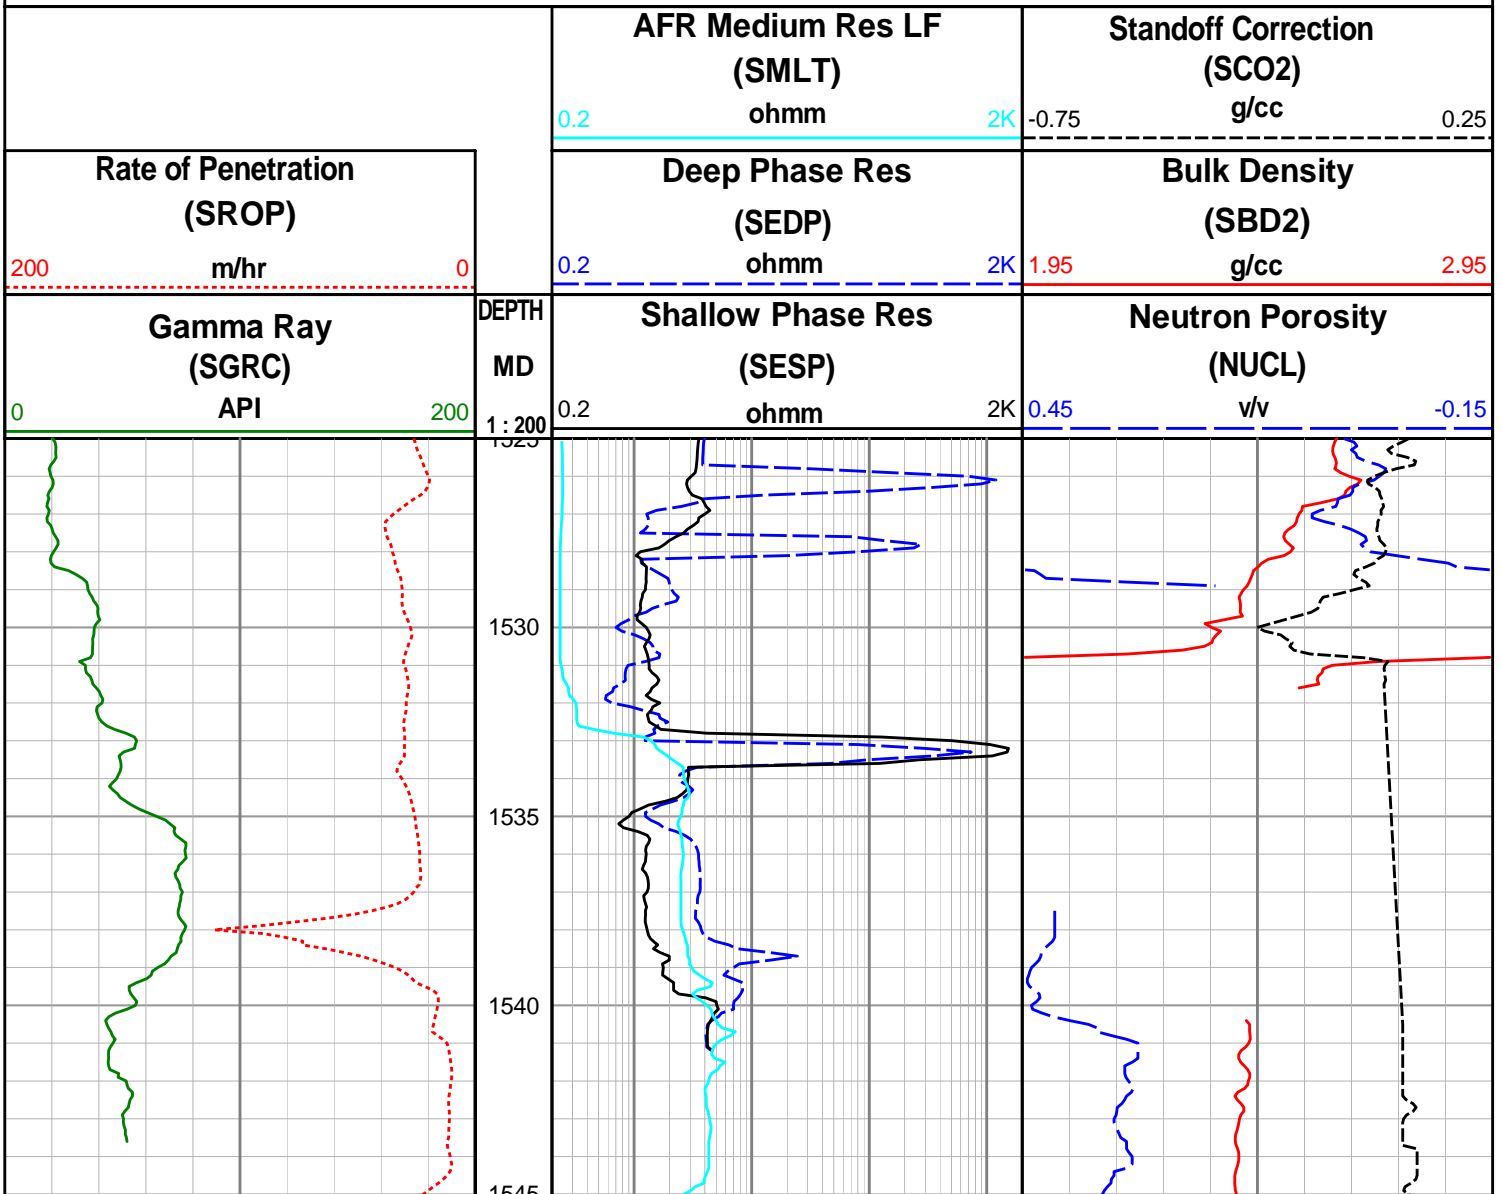 AFR Medium Res LF
(SMLT)
ohmm
0.2 2K
Standoff Correction
(SCO2)
g/cc
-0.75 0.25
Rate of Penetration
(SROP)
m/hr
200 0
Deep Phase Res
(SEDP)
ohmm
0.2 2K
Bulk Density
(SBD2)
g/cc
1.95 2.95
Gamma Ray
(SGRC)
API
0 200
DEPTH
MD
1 : 200
Shallow Phase Res
(SESP)
ohmm
0.2 2K
Neutron Porosity
(NUCL)
v/v
0.45 -0.15
1525
1530
1535
1540
1545